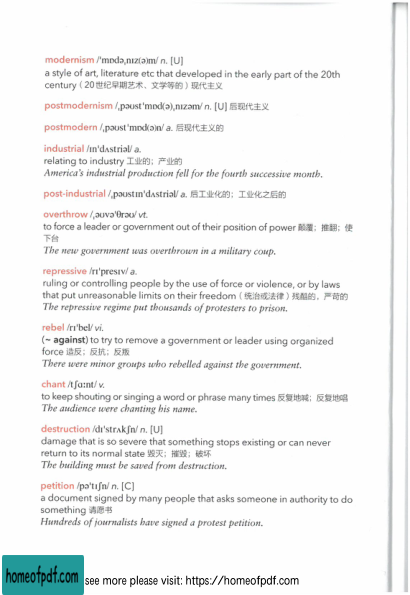 modernism /ˈmɒdəˌnɪz(ə)m/ n. [U]
a style of art, literature etc that developed in the early part of the 20th
century（20世纪早期艺术、文学等的）现代主义
postmodernism /ˌpəʊstˈmɒd(ə)ˌnɪzəm/ n. [U] 后现代主义
postmodern /ˌpəʊstˈmɒd(ə)n/ a. 后现代主义的
industrial /ɪnˈdʌstriəl/ a.
relating to industry 工业的；产业的
America's industrial production fell for the fourth successive month.
post-industrial /ˌpəʊstɪnˈdʌstriəl/ a. 后工业化的；工业化之后的
overthrow /ˌəʊvəˈθrəʊ/ vt.
to force a leader or government out of their position of power 颠覆；推翻；使
下台
The new government was overthrown in a military coup.
repressive /rɪˈpresɪv/ a.
ruling or controlling people by the use of force or violence, or by laws
that put unreasonable limits on their freedom（统治或法律）残酷的，严苛的
The repressive regime put thousands of protesters to prison.
rebel /rɪˈbel/ vi.
(~ against) to try to remove a government or leader using organized
force 造反；反抗；反叛
There were minor groups who rebelled against the government.
chant /tʃɑːnt/ v.
to keep shouting or singing a word or phrase many times 反复地喊；反复地唱
The audience were chanting his name.
destruction /dɪˈstrʌkʃn/ n. [U]
damage that is so severe that something stops existing or can never
return to its normal state 毁灭；摧毁；破坏
The building must be saved from destruction.
petition /pəˈtɪʃn/ n. [C]
a document signed by many people that asks someone in authority to do
something 请愿书
Hundreds of journalists have signed a protest petition.
homeofpdf.com see more please visit: https://homeofpdf.com